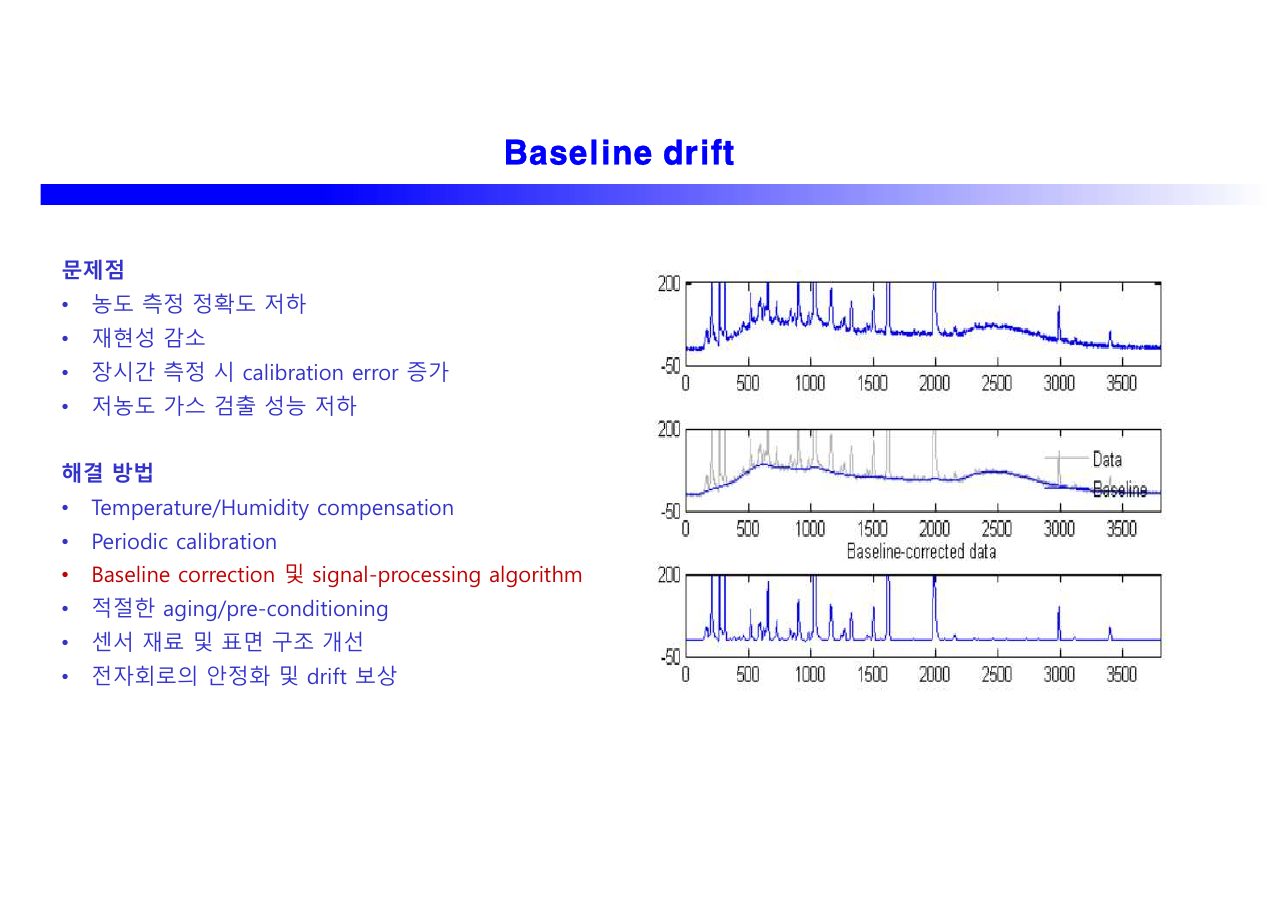 Baseline drift
문제점
• 농도 측정 정확도 저하
• 재현성 감소
• 장시간 측정 시 calibration error 증가
• 저농도 가스 검출 성능 저하
해결 방법
• Temperature/Humidity compensation
• Periodic calibration
• Baseline correction 및 signal-processing algorithm
• 적절한 aging/pre-conditioning
• 센서 재료 및 표면 구조 개선
• 전자회로의 안정화 및 drift 보상
200
-50
0 500 1000 1500 2000 2500 3000 3500
200
Data
Baseline
-50
0 500 1000 1500 2000 2500 3000 3500
Baseline-corrected data
200
-50
0 500 1000 1500 2000 2500 3000 3500